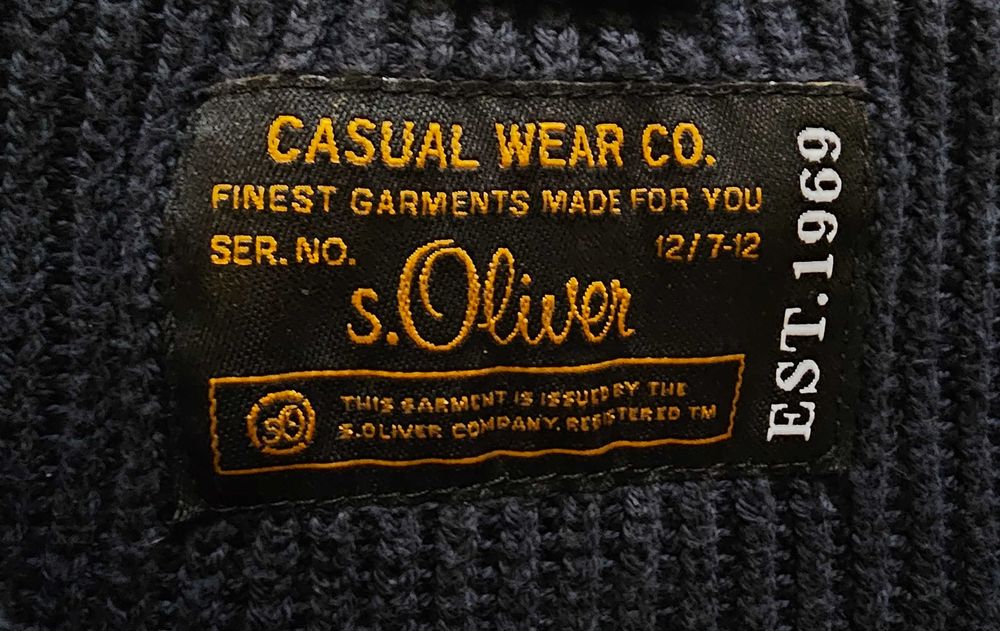 CASUAL WEAR CO.
FINEST GARMENTS MADE FOR YOU
SER. NO. 12/7-12
s.Oliver
sO
THIS GARMENT IS ISSUED BY THE
S.OLIVER COMPANY. REGISTERED TM
EST. 1969